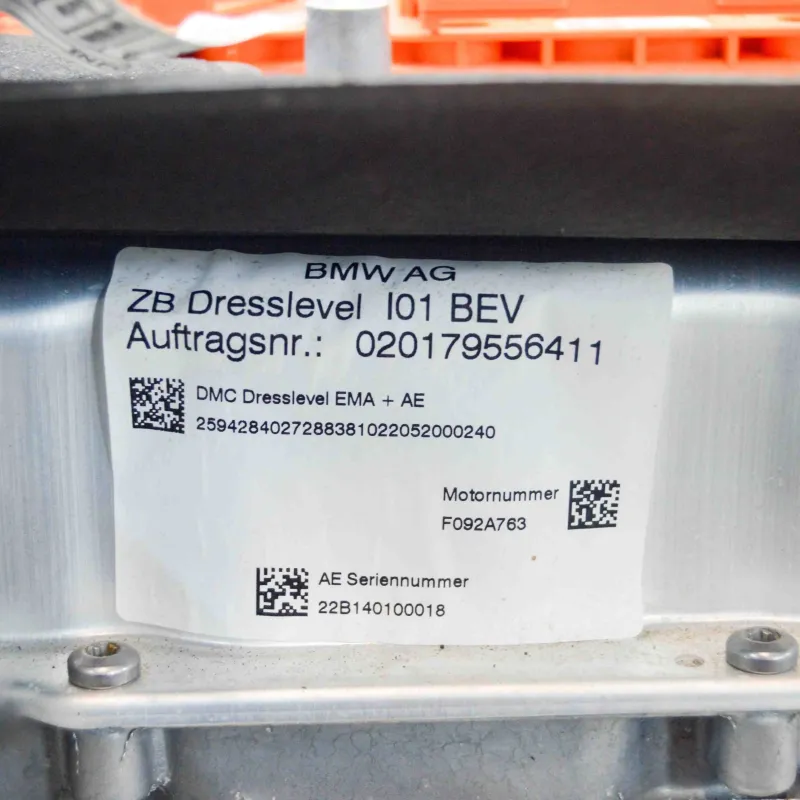 BMW AG
ZB Dresslevel I01 BEV
Auftragsnr.: 020179556411
DMC Dresslevel EMA + AE
2594284027288381022052000240
Motornummer
F092A763
AE Seriennummer
22B140100018